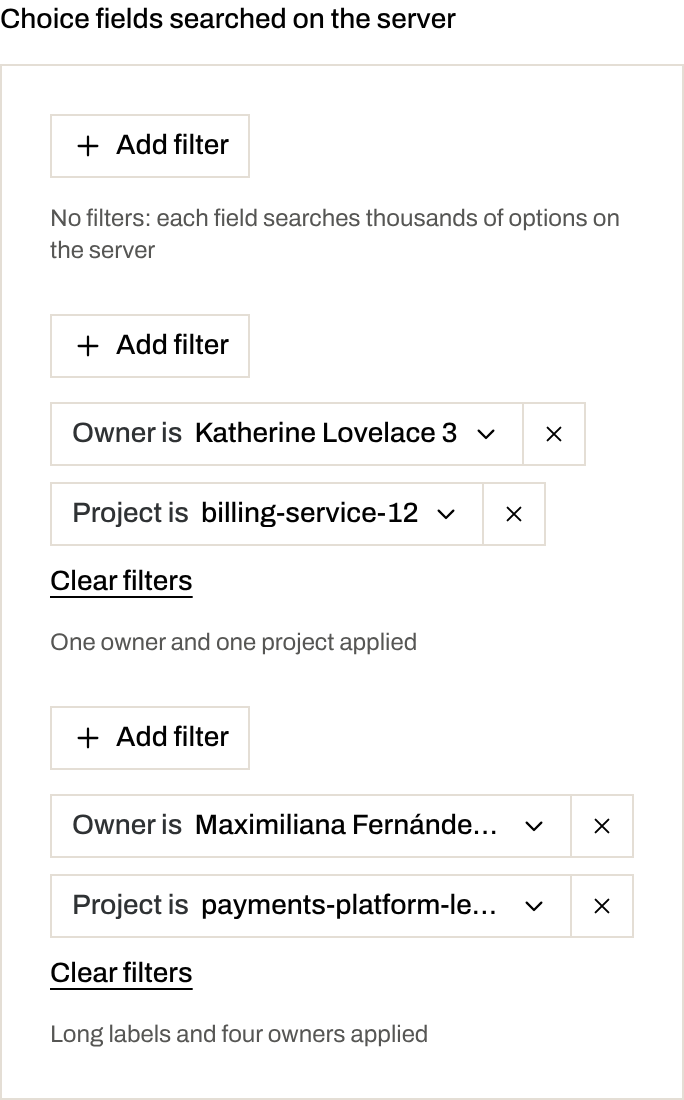 Choice fields searched on the server
Add filter
No filters: each field searches thousands of options on
the server
Add filter
Owner is Katherine Lovelace 3
Project is billing-service-12
Clear filters
One owner and one project applied
Add filter
Owner is Maximiliana Fernánde…
Project is payments-platform-le…
Clear filters
Long labels and four owners applied